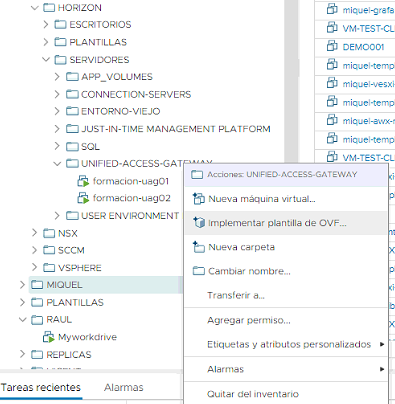 HORIZON
ESCRITORIOS
PLANTILLAS
SERVIDORES
APP_VOLUMES
CONNECTION-SERVERS
ENTORNO-VIEJO
JUST-IN-TIME MANAGEMENT PLATFORM
SQL
UNIFIED-ACCESS-GATEWAY
formacion-uag01
formacion-uag02
USER ENVIRONMENT
NSX
SCCM
VSPHERE
MIQUEL
PLANTILLAS
RAUL
Myworkdrive
REPLICAS
Tareas recientes
Alarmas
Acciones: UNIFIED-ACCESS-GATEWAY
Nueva máquina virtual...
Implementar plantilla de OVF...
Nueva carpeta
Cambiar nombre...
Transferir a...
Agregar permiso...
Etiquetas y atributos personalizados
Alarmas
Quitar del inventario
miquel-grafa
VM-TEST-CL
DEMO001
miquel-temp
miquel-vesxi
miquel-temp
miquel-awx-r
miquel-temp
VM-TEST-CL